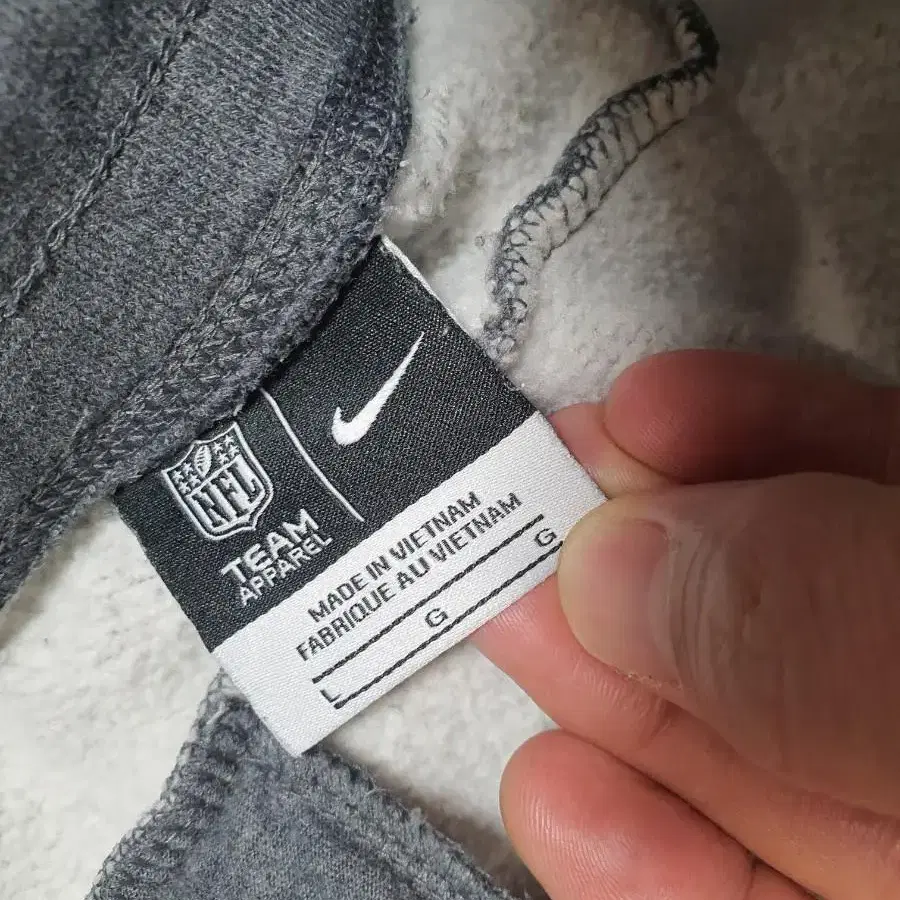 NFL
TEAM
APPAREL
MADE IN VIETNAM
FABRIQUE AU VIETNAM
L G G